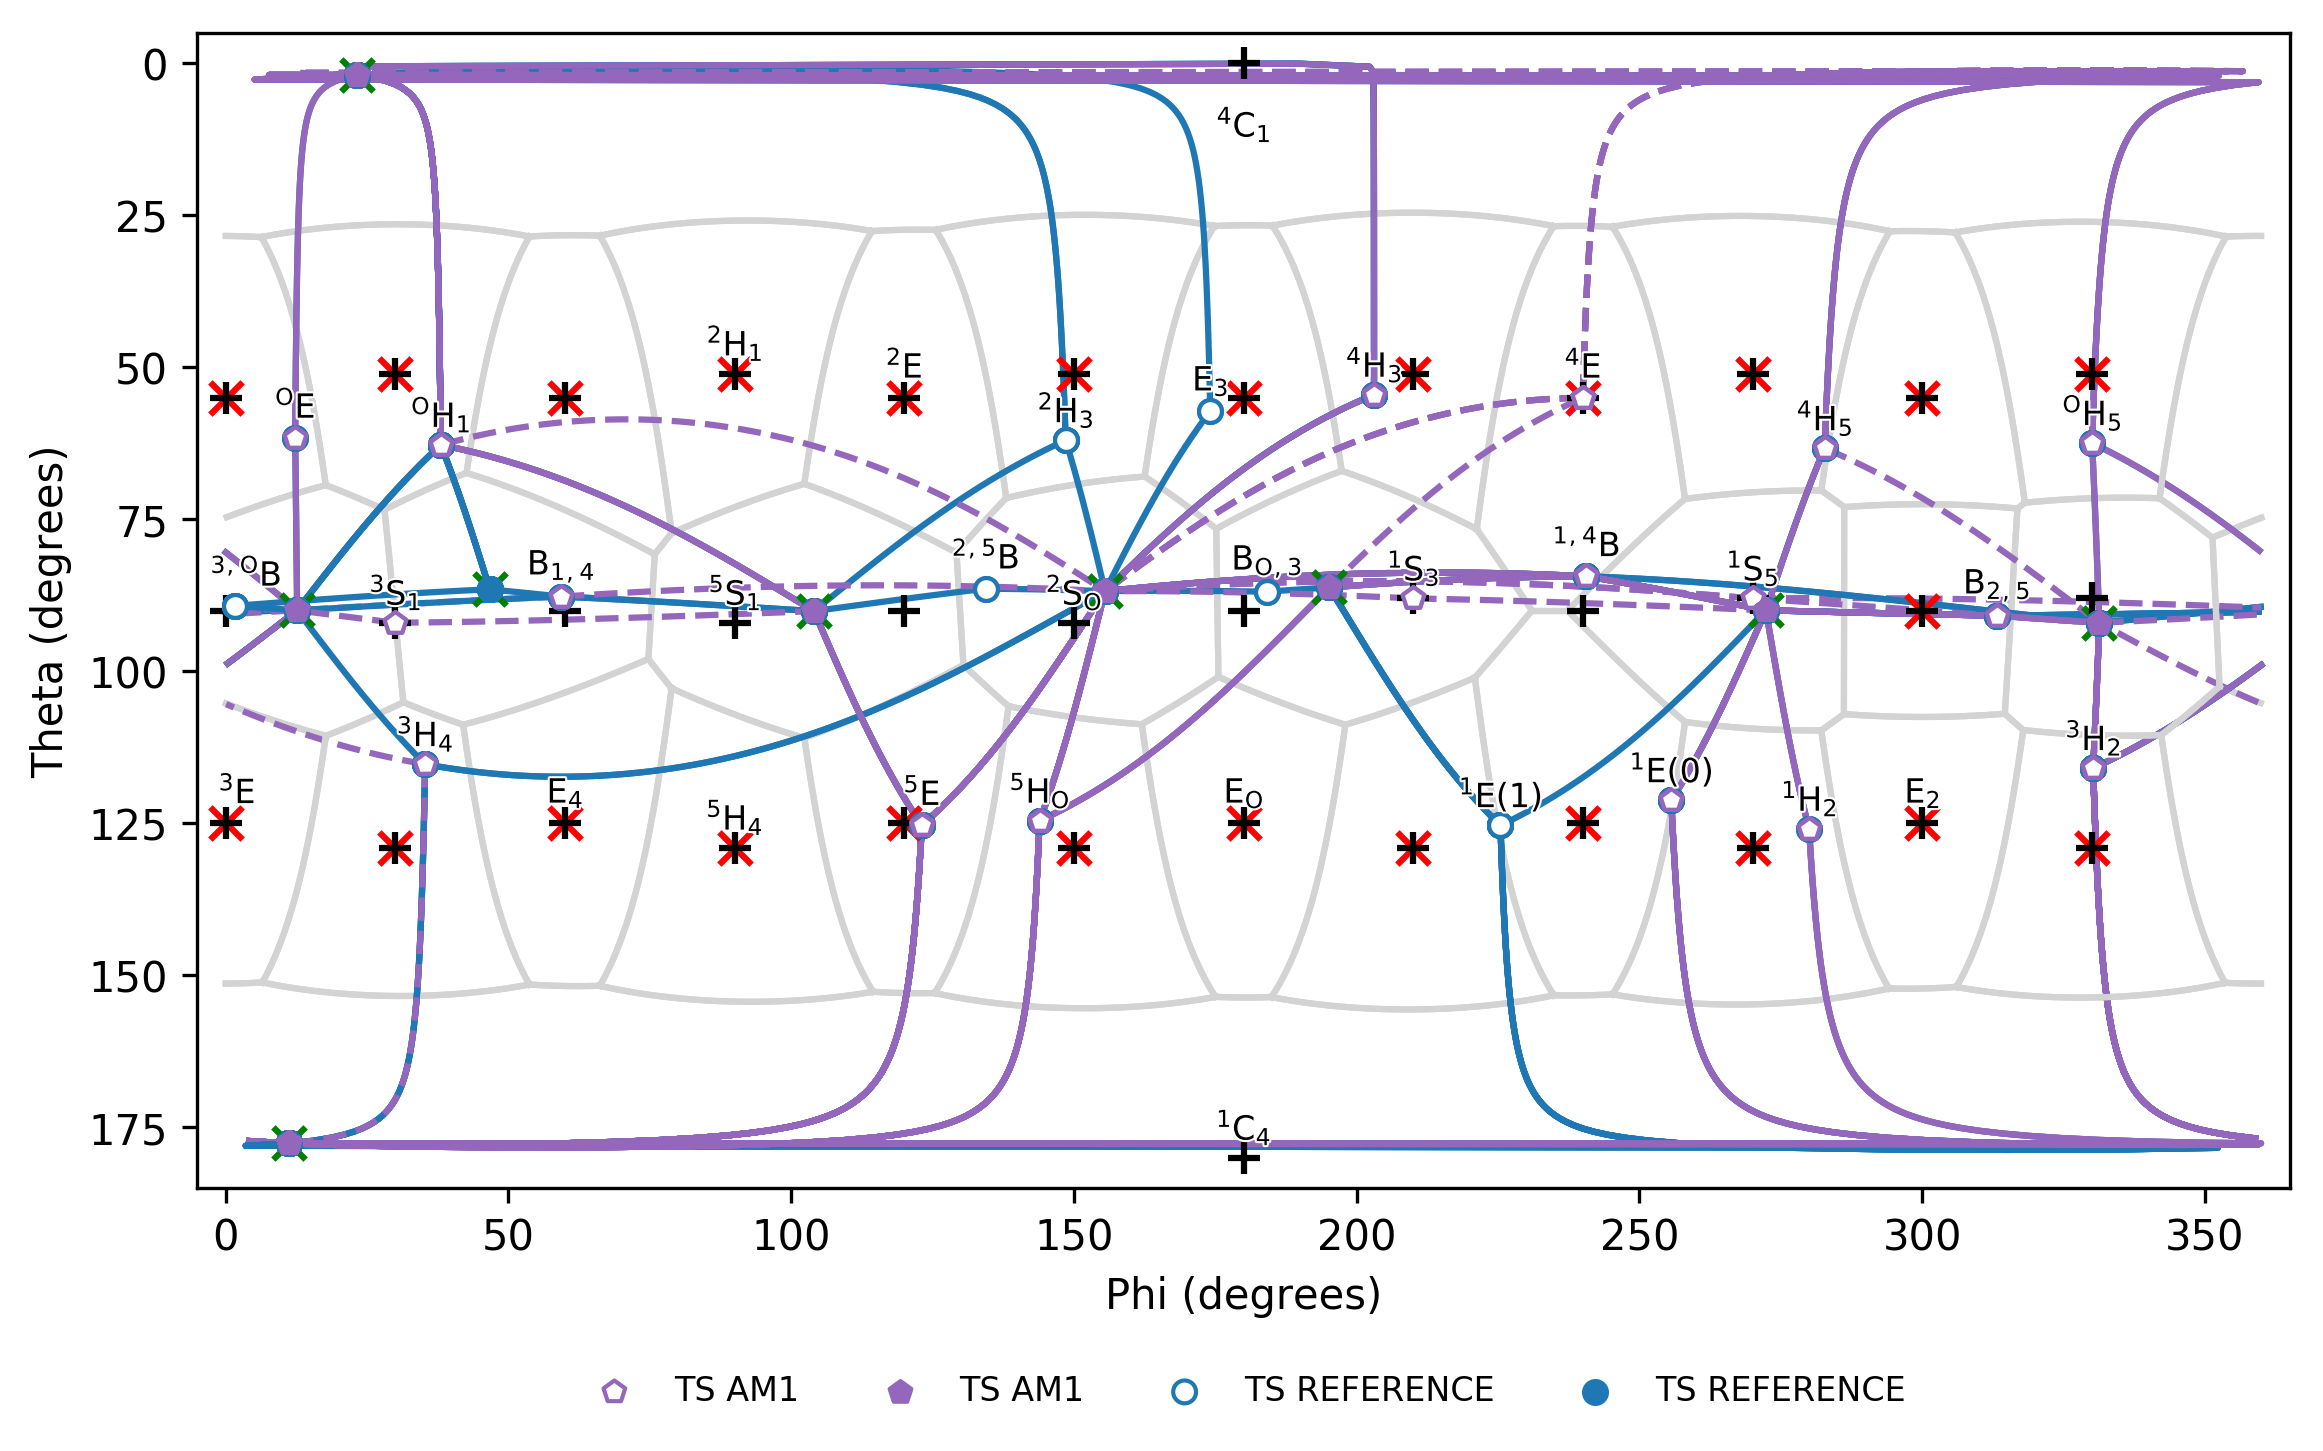 0
⁴C₁
25
²H₁
²E
⁴H₃
⁴E
50
ᴼE
ᴼH₁
²H₃
E₃
⁴H₅
ᴼH₅
75
³,ᴼB
³S₁
B₁,₄
⁵S₁
²,⁵B
²Sₒ
Bₒ,₃
¹S₃
¹,⁴B
¹S₅
B₂,₅
100
³H₄
³H₂
³E
E₄
⁵H₄
⁵E
⁵Hₒ
Eₒ
¹E(1)
¹E(0)
¹H₂
E₂
125
150
175
¹C₄
Theta (degrees)
0 50 100 150 200 250 300 350
Phi (degrees)
TS AM1 TS AM1 TS REFERENCE TS REFERENCE